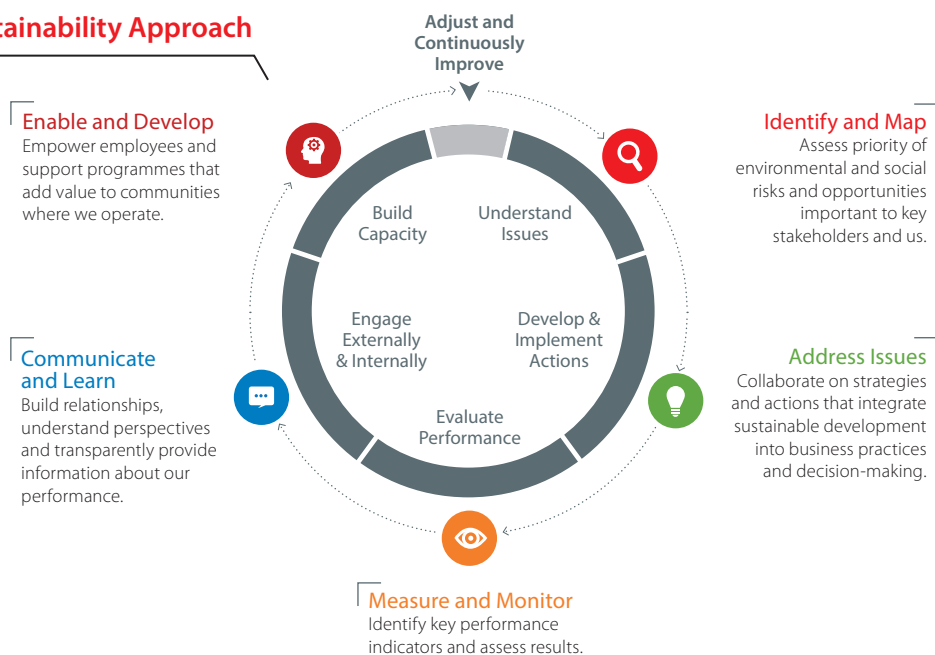 tainability Approach
Adjust and
Continuously
Improve
Enable and Develop
Empower employees and
support programmes that
add value to communities
where we operate.
Identify and Map
Assess priority of
environmental and social
risks and opportunities
important to key
stakeholders and us.
Build
Capacity
Understand
Issues
Engage
Externally
& Internally
Develop &
Implement
Actions
Evaluate
Performance
Communicate
and Learn
Build relationships,
understand perspectives
and transparently provide
information about our
performance.
Address Issues
Collaborate on strategies
and actions that integrate
sustainable development
into business practices
and decision-making.
Measure and Monitor
Identify key performance
indicators and assess results.